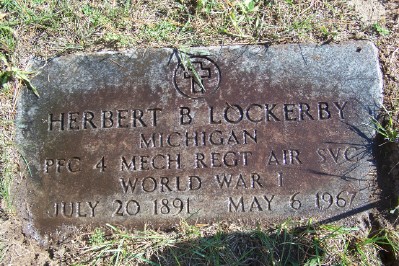 HERBERT B LOCKERBY
MICHIGAN
PFC 4 MECH REGT AIR SVC
WORLD WAR I
JULY 20 1891 MAY 6 1967